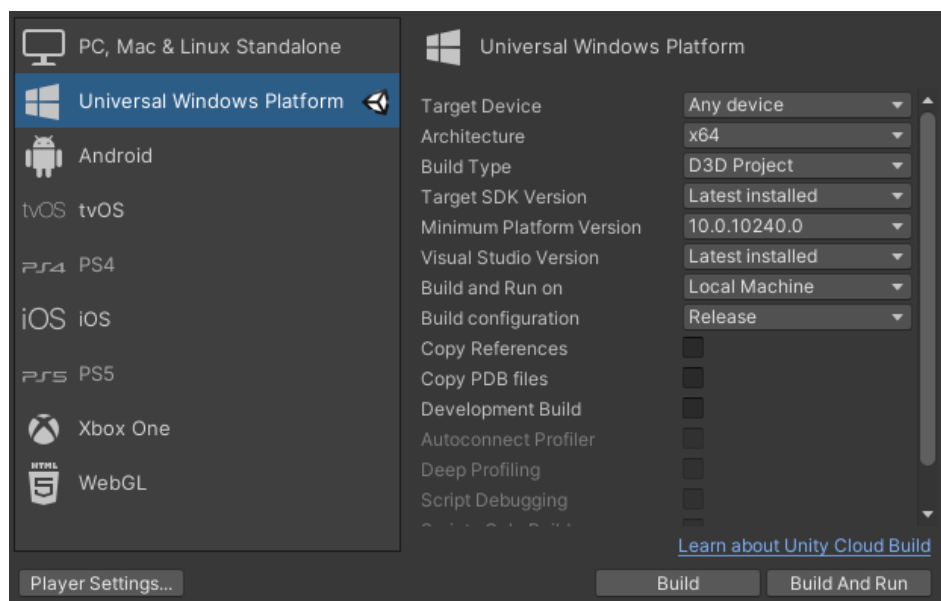 PC, Mac & Linux Standalone
Universal Windows Platform
Android
tvOS tvOS
PS4 PS4
iOS iOS
PS5 PS5
Xbox One
HTML 5 WebGL
Universal Windows Platform
Target Device Any device
Architecture x64
Build Type D3D Project
Target SDK Version Latest installed
Minimum Platform Version 10.0.10240.0
Visual Studio Version Latest installed
Build and Run on Local Machine
Build configuration Release
Copy References
Copy PDB files
Development Build
Autoconnect Profiler
Deep Profiling
Script Debugging
Learn about Unity Cloud Build
Player Settings... Build Build And Run